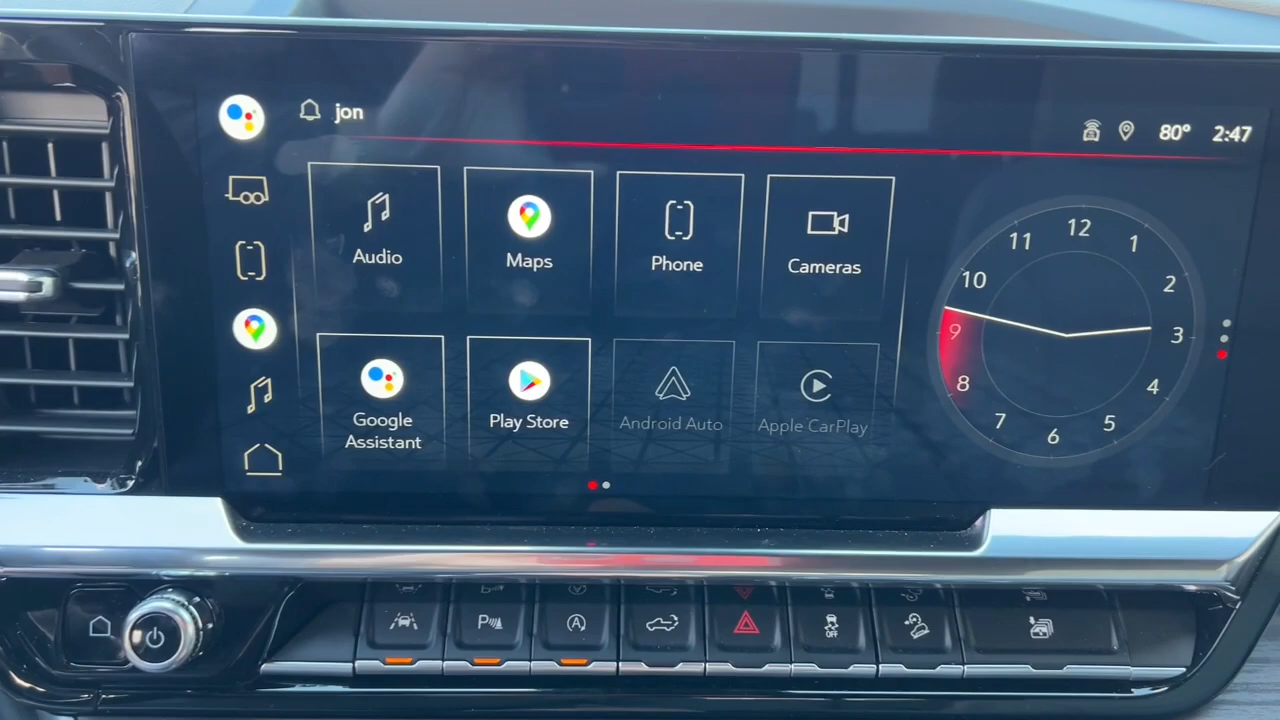 jon
80° 2:47
Audio
Maps
Phone
Cameras
Google
Assistant
Play Store
Android Auto
Apple CarPlay
12
1
2
3
4
5
6
7
8
9
10
11
P
A
OFF